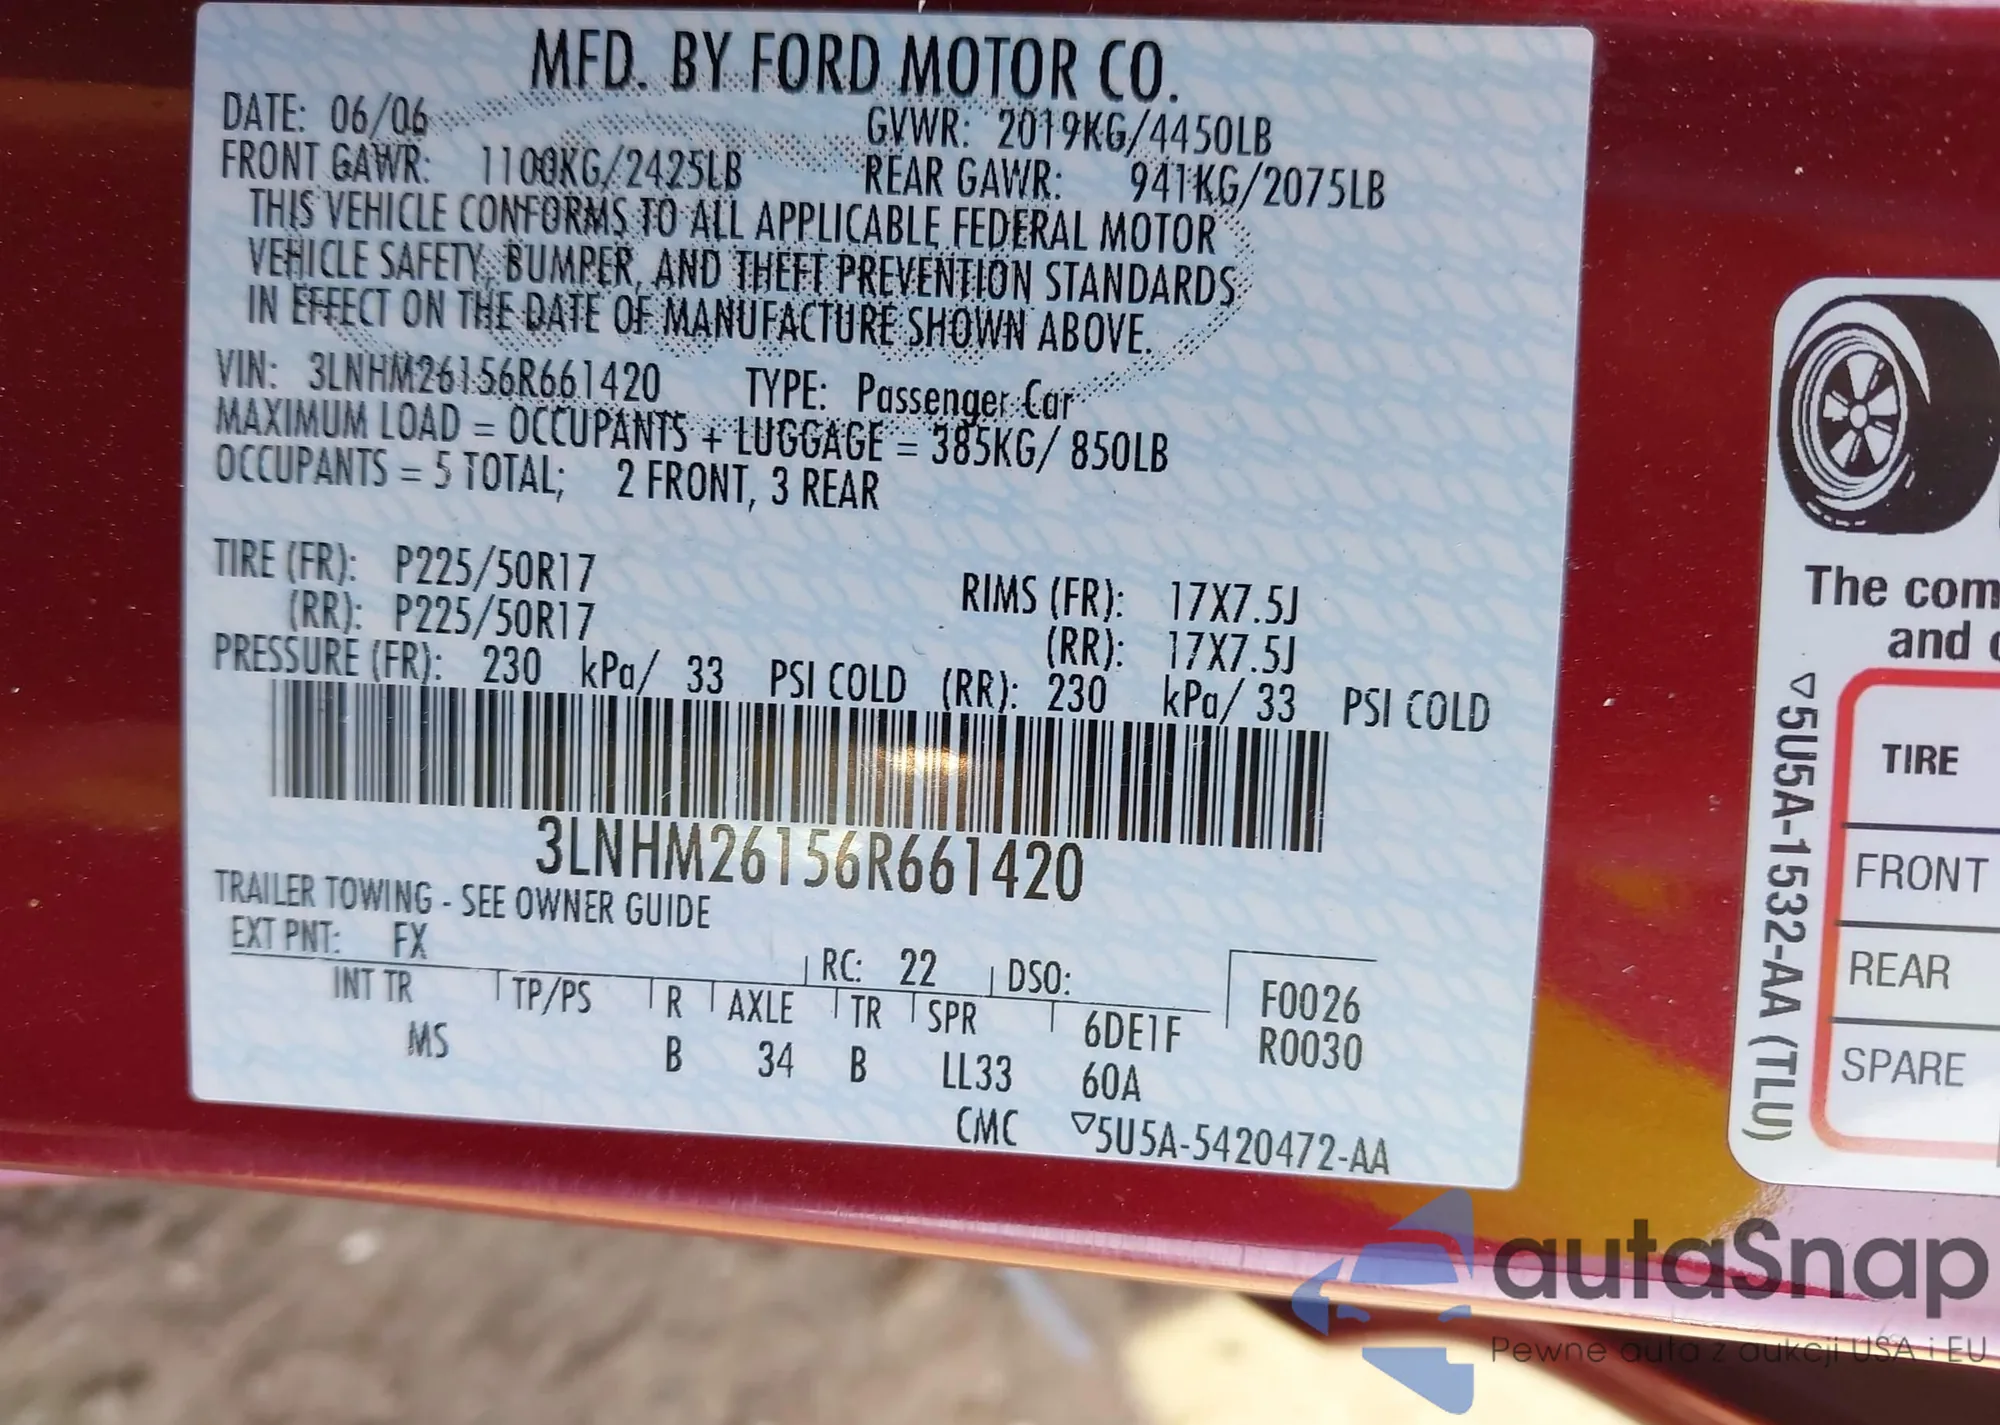 MFD. BY FORD MOTOR CO.
DATE: 06/06 GVWR: 2019KG/4450LB
FRONT GAWR: 1100KG/2425LB REAR GAWR: 941KG/2075LB
THIS VEHICLE CONFORMS TO ALL APPLICABLE FEDERAL MOTOR
VEHICLE SAFETY, BUMPER, AND THEFT PREVENTION STANDARDS
IN EFFECT ON THE DATE OF MANUFACTURE SHOWN ABOVE.
VIN: 3LNHM26156R661420 TYPE: Passenger Car
MAXIMUM LOAD = OCCUPANTS + LUGGAGE = 385KG/ 850LB
OCCUPANTS = 5 TOTAL; 2 FRONT, 3 REAR
TIRE (FR): P225/50R17 RIMS (FR): 17X7.5J
(RR): P225/50R17 (RR): 17X7.5J
PRESSURE (FR): 230 kPa/ 33 PSI COLD (RR): 230 kPa/ 33 PSI COLD
3LNHM26156R661420
TRAILER TOWING - SEE OWNER GUIDE
EXT PNT: FX RC: 22 DSO: F0026
INT TR TP/PS R AXLE TR SPR 6DE1F R0030
MS B 34 B LL33 60A
CMC ▽5U5A-5420472-AA
The com
and
▽5U5A-1532-AA (TLU)
TIRE
FRONT
REAR
SPARE
autaSnap
Pewne auta z aukcji USA i EU